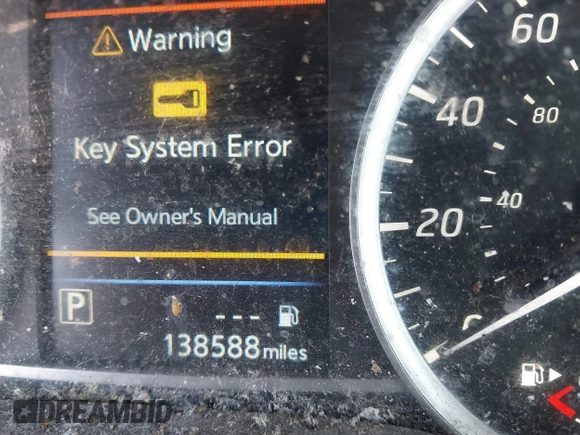 Warning
Key System Error
See Owner's Manual
P
---
138588 miles
60
40
80
20
40
DREAMBID